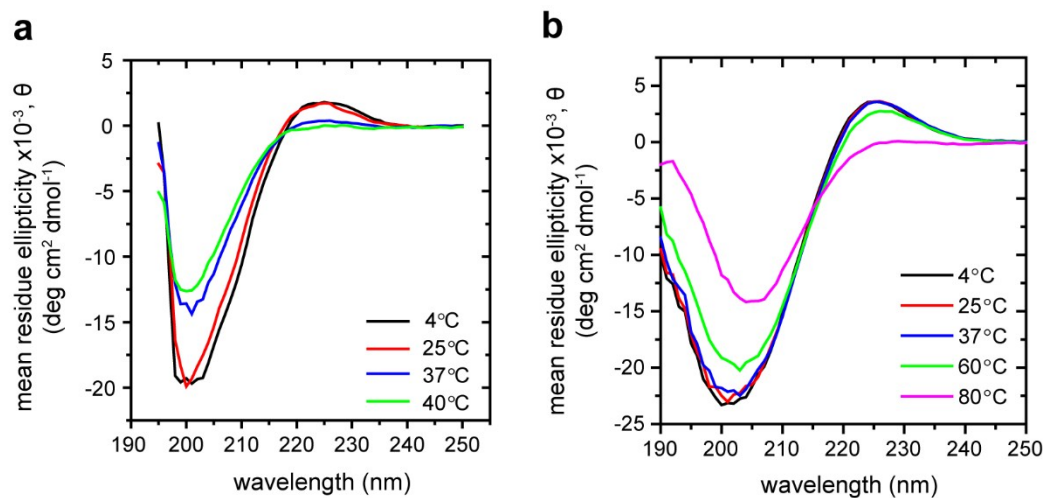 a
mean residue ellipticity x10⁻³, θ
(deg cm² dmol⁻¹)
5
0
-5
-10
-15
-20
190 200 210 220 230 240 250
wavelength (nm)
4°C
25°C
37°C
40°C
b
mean residue ellipticity x10⁻³, θ
(deg cm² dmol⁻¹)
5
0
-5
-10
-15
-20
-25
190 200 210 220 230 240 250
wavelength (nm)
4°C
25°C
37°C
60°C
80°C